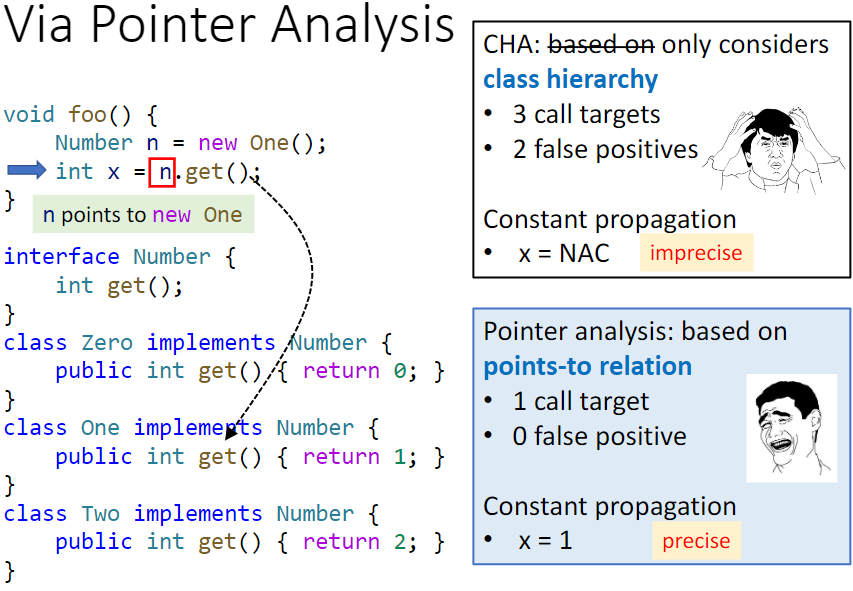 Via Pointer Analysis
void foo() {
    Number n = new One();
    int x = n.get();
}
n points to new One
interface Number {
    int get();
}
class Zero implements Number {
    public int get() { return 0; }
}
class One implements Number {
    public int get() { return 1; }
}
class Two implements Number {
    public int get() { return 2; }
}
CHA: based on only considers
class hierarchy
• 3 call targets
• 2 false positives
Constant propagation
• x = NAC imprecise
Pointer analysis: based on
points-to relation
• 1 call target
• 0 false positive
Constant propagation
• x = 1 precise